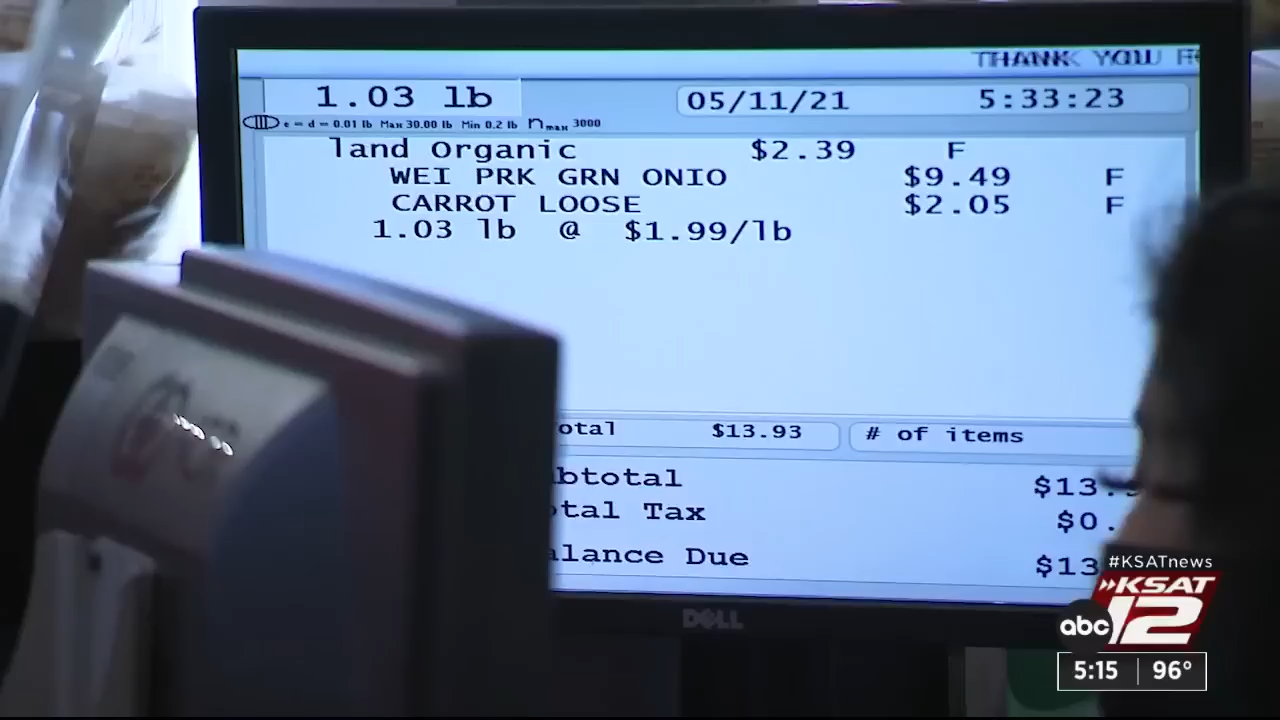 THANK YOU
1.03 lb 05/11/21 5:33:23
e = d = 0.01 lb Max 30.00 lb Min 0.2 lb nmax 3000
land Organic $2.39 F
WEI PRK GRN ONIO $9.49 F
CARROT LOOSE $2.05 F
1.03 lb @ $1.99/lb
otal $13.93 # of items
btotal $13.
otal Tax $0.
alance Due $13
DELL
#KSATnews
KSAT
abc 12
5:15 96°